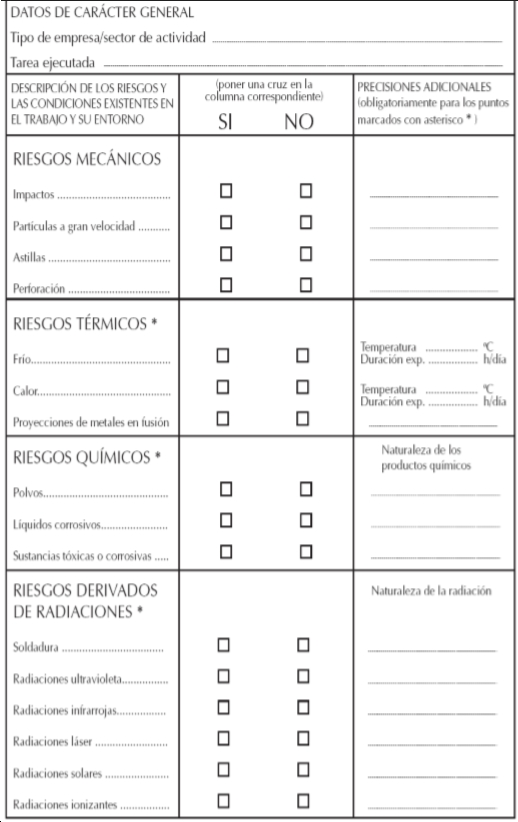 DATOS DE CARÁCTER GENERAL
Tipo de empresa/sector de actividad
Tarea ejecutada
DESCRIPCIÓN DE LOS RIESGOS Y
LAS CONDICIONES EXISTENTES EN
EL TRABAJO Y SU ENTORNO
(poner una cruz en la
columna correspondiente)
SI NO
PRECISIONES ADICIONALES
(obligatoriamente para los puntos
marcados con asterisco * )
RIESGOS MECÁNICOS
Impactos
Partículas a gran velocidad
Astillas
Perforación
RIESGOS TÉRMICOS *
Frío
Temperatura ºC
Duración exp. h/día
Calor
Temperatura ºC
Duración exp. h/día
Proyecciones de metales en fusión
RIESGOS QUÍMICOS *
Naturaleza de los
productos químicos
Polvos
Líquidos corrosivos
Sustancias tóxicas o corrosivas
RIESGOS DERIVADOS
DE RADIACIONES *
Naturaleza de la radiación
Soldadura
Radiaciones ultravioleta
Radiaciones infrarrojas
Radiaciones láser
Radiaciones solares
Radiaciones ionizantes